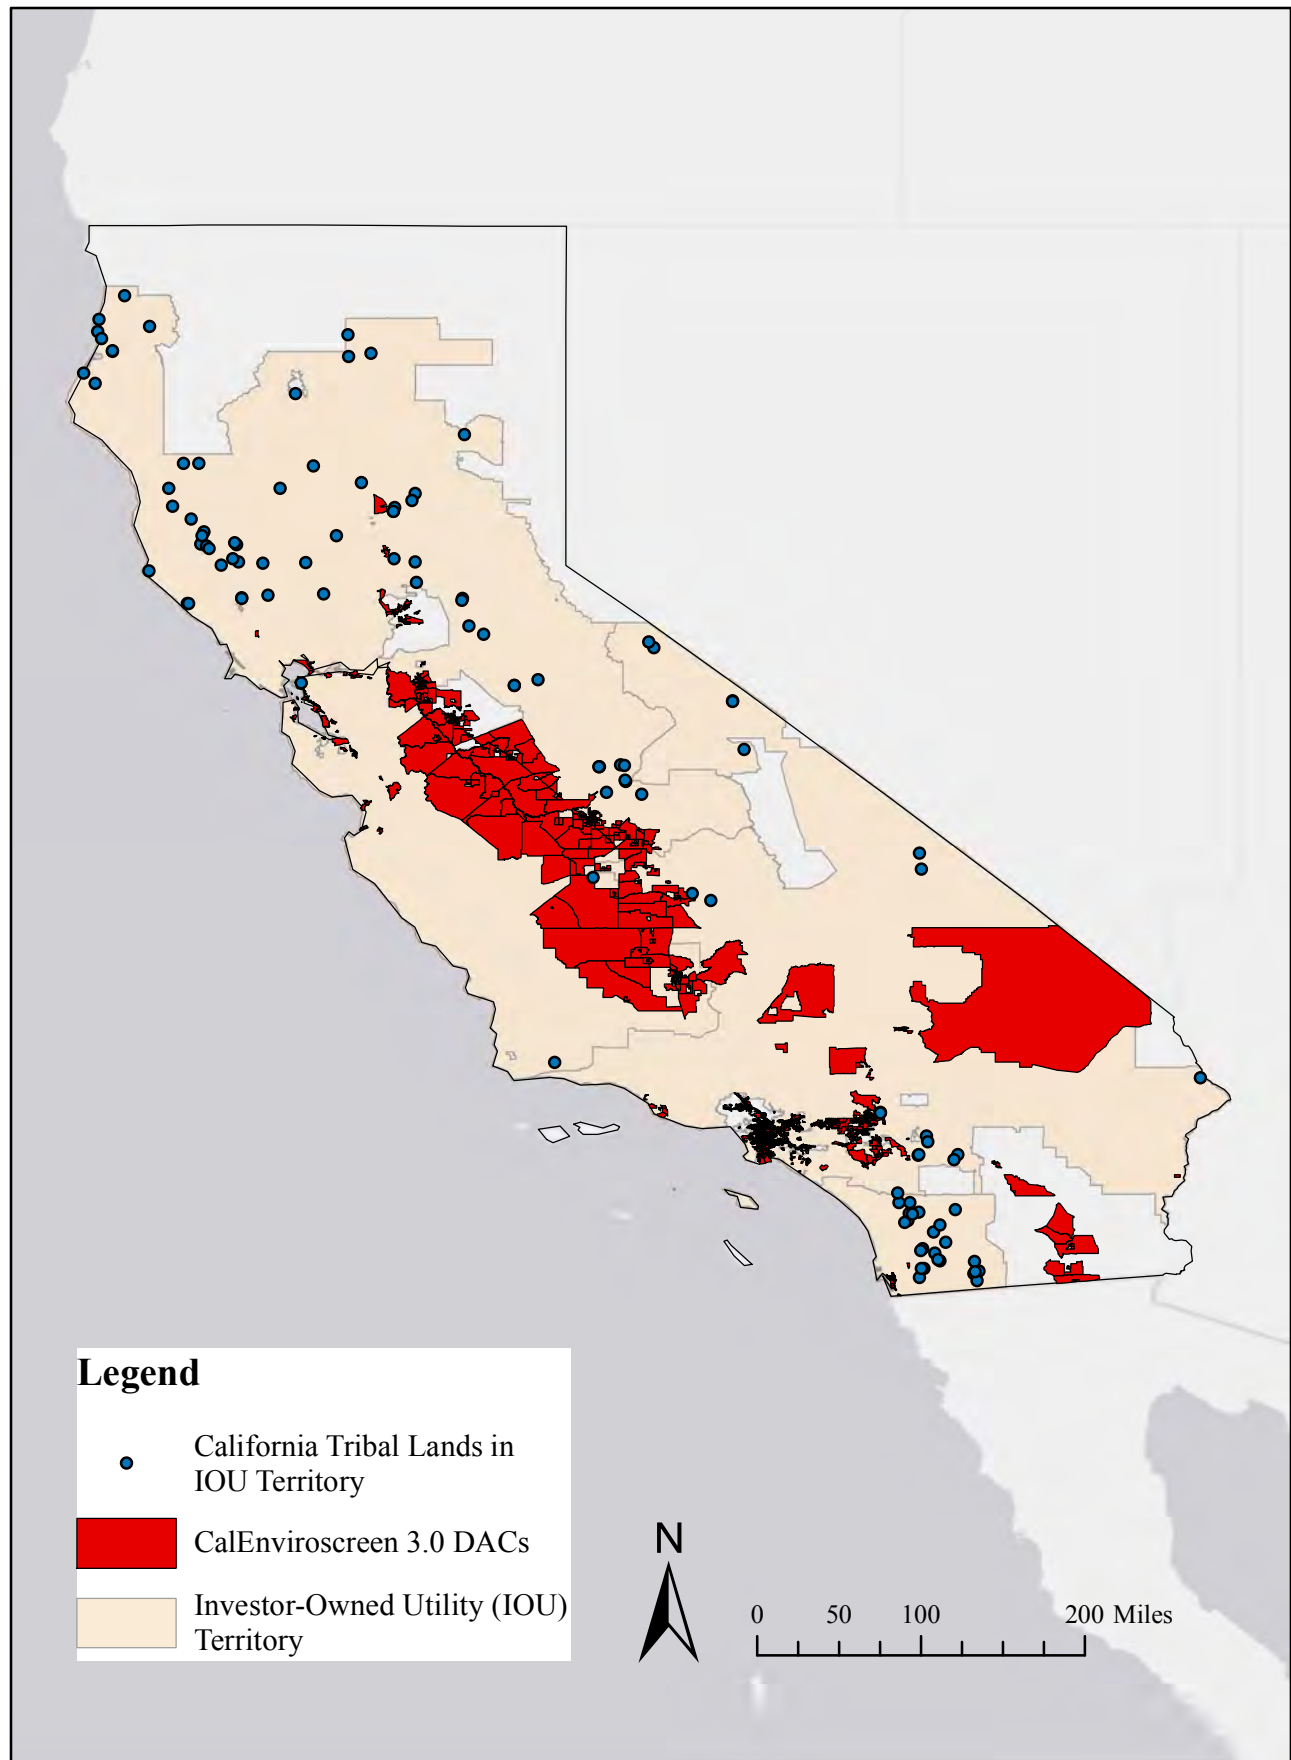 Legend
California Tribal Lands in
IOU Territory
CalEnviroscreen 3.0 DACs
Investor-Owned Utility (IOU)
Territory
N
0 50 100 200 Miles